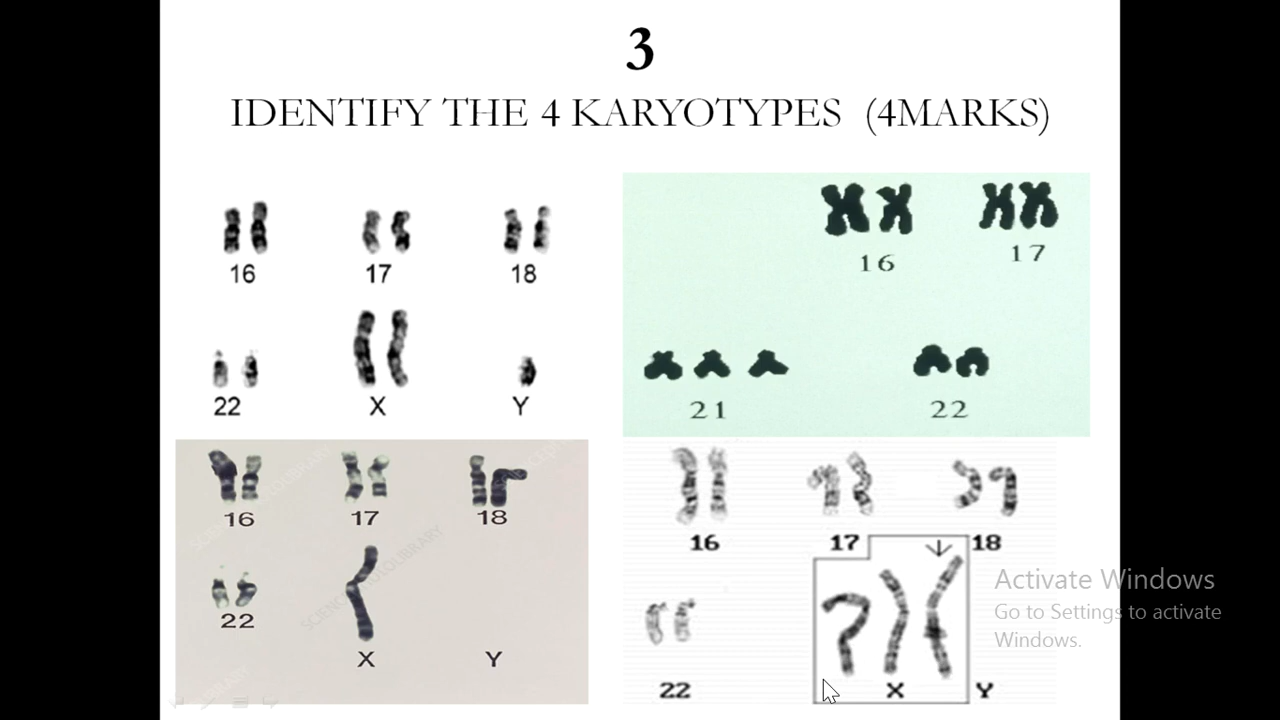 3
IDENTIFY THE 4 KARYOTYPES (4MARKS)
16 17 18
22 X Y
16 17
21 22
16 17 18
22
X Y
16 17 18
22 X Y
Activate Windows
Go to Settings to activate
Windows.